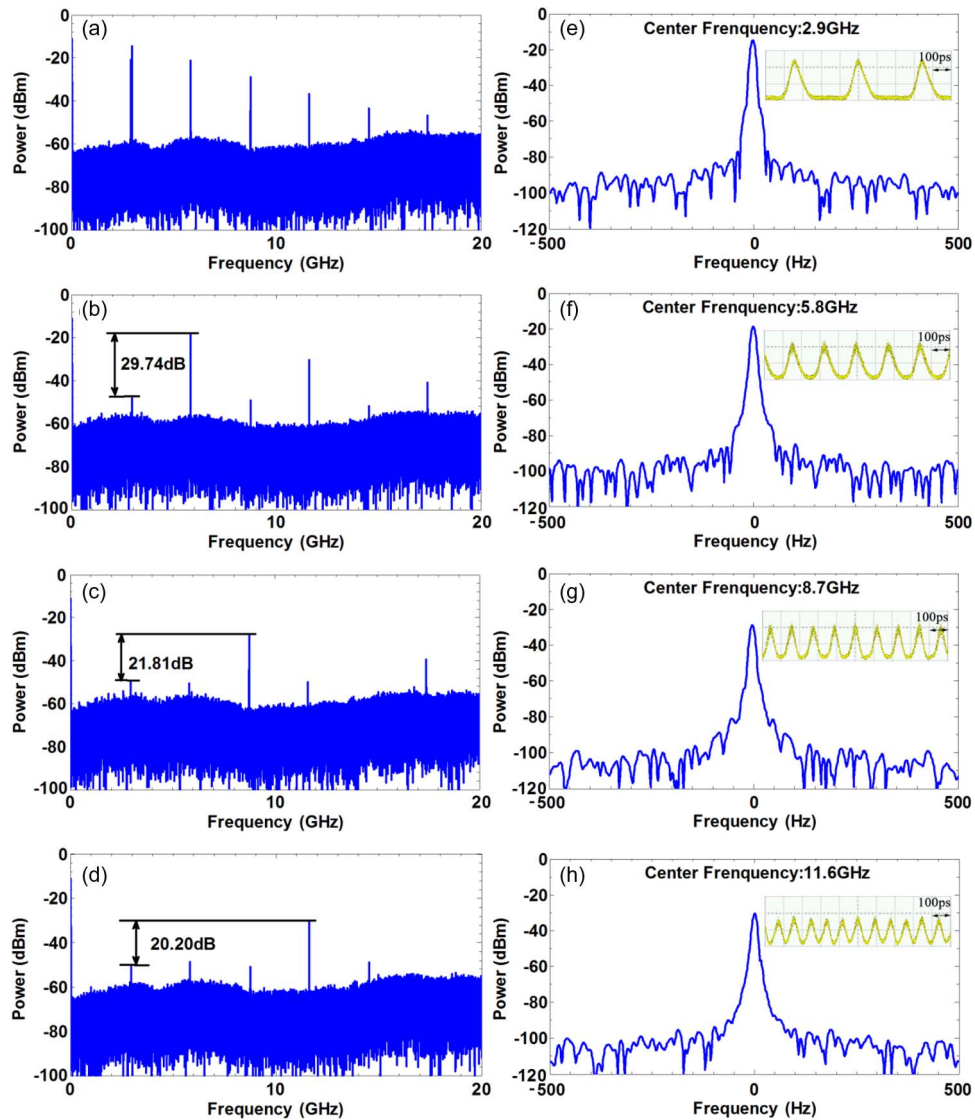 (a)
0
-20
-40
-60
-80
-100
Power (dBm)
0 10 20
Frequency (GHz)
(e) Center Frenquency:2.9GHz
100ps
0
-20
-40
-60
-80
-100
-120
Power (dBm)
-500 0 500
Frequency (Hz)
(b)
29.74dB
0
-20
-40
-60
-80
-100
Power (dBm)
0 10 20
Frequency (GHz)
(f) Center Frenquency:5.8GHz
100ps
0
-20
-40
-60
-80
-100
-120
Power (dBm)
-500 0 500
Frequency (Hz)
(c)
21.81dB
0
-20
-40
-60
-80
-100
Power (dBm)
0 10 20
Frequency (GHz)
(g) Center Frenquency:8.7GHz
100ps
0
-20
-40
-60
-80
-100
-120
Power (dBm)
-500 0 500
Frequency (Hz)
(d)
20.20dB
0
-20
-40
-60
-80
-100
Power (dBm)
0 10 20
Frequency (GHz)
(h) Center Frenquency:11.6GHz
100ps
0
-20
-40
-60
-80
-100
-120
Power (dBm)
-500 0 500
Frequency (Hz)